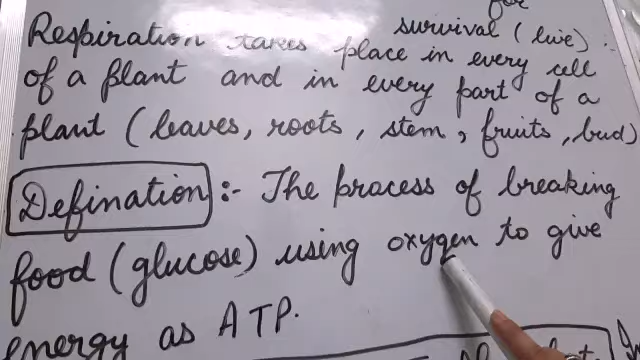 for
survival (live) :
Respiration takes place in every cell
of a plant and in every part of a
plant (leaves, roots, stem, fruits, bud)
Defination :- The process of breaking
food (glucose) using oxygen to give
energy as ATP.